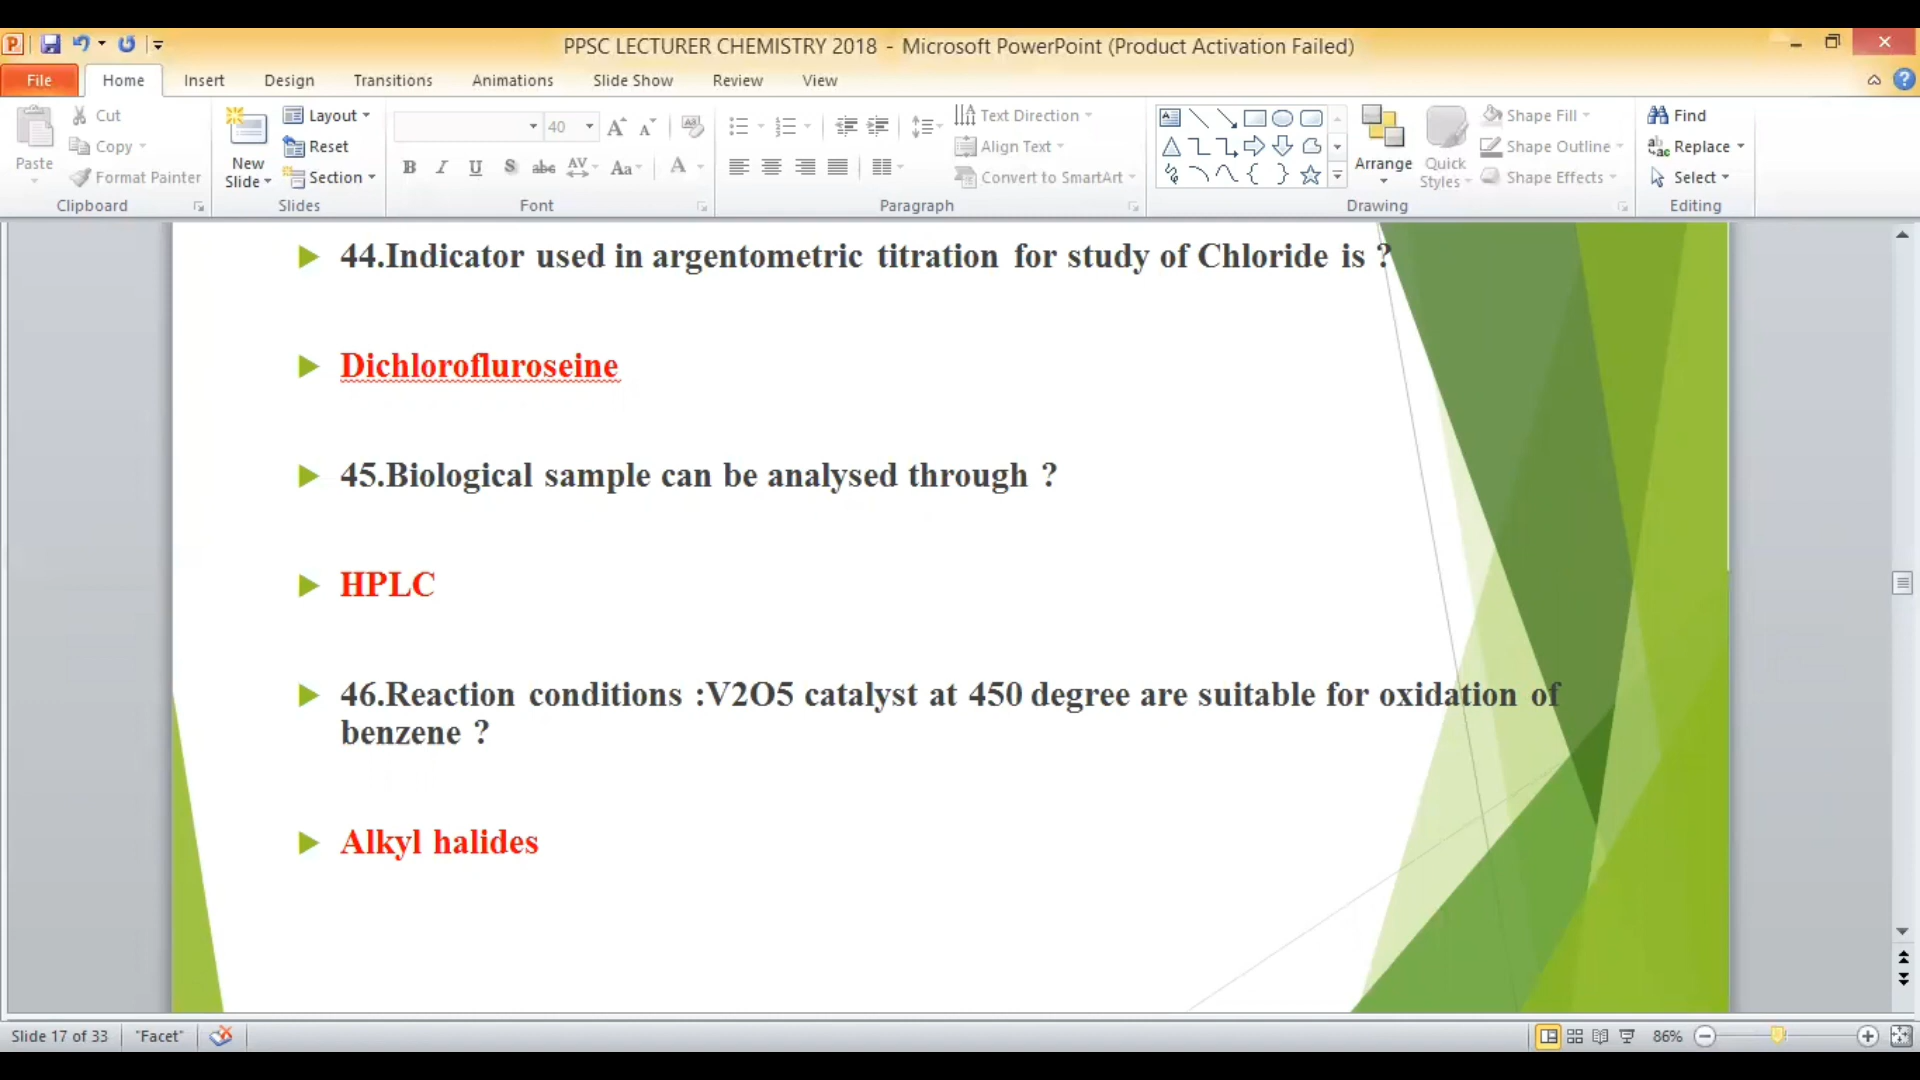 PPSC LECTURER CHEMISTRY 2018 - Microsoft PowerPoint (Product Activation Failed)
File Home Insert Design Transitions Animations Slide Show Review View
Paste
Cut
Copy
Format Painter
Clipboard
New Slide
Layout
Reset
Section
Slides
40
Font
Text Direction
Align Text
Convert to SmartArt
Paragraph
Arrange
Quick Styles
Shape Fill
Shape Outline
Shape Effects
Drawing
Find
Replace
Select
Editing
44.Indicator used in argentometric titration for study of Chloride is ?
Dichlorofluroseine
45.Biological sample can be analysed through ?
HPLC
46.Reaction conditions :V2O5 catalyst at 450 degree are suitable for oxidation of
benzene ?
Alkyl halides
Slide 17 of 33 "Facet" 86%